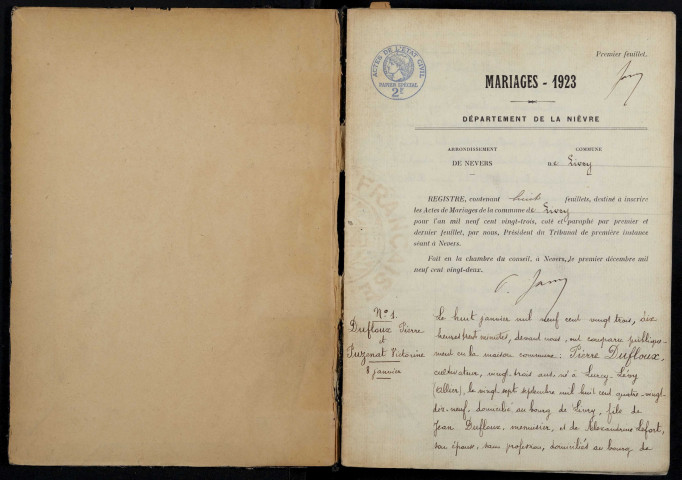 Premier feuillet.
ACTES DE L'ÉTAT CIVIL
PAPIER SPÉCIAL
2F
MARIAGES - 1923
DÉPARTEMENT DE LA NIÈVRE
ARRONDISSEMENT
DE NEVERS
COMMUNE
DE Livry
REGISTRE, contenant huit feuillets, destiné à inscrire
les Actes de Mariages de la commune de Livry
pour l'an mil neuf cent vingt-trois, coté et paraphé par premier et
dernier feuillet, par nous, Président du Tribunal de première instance
séant à Nevers.
Fait en la chambre du conseil, à Nevers, le premier décembre mil
neuf cent vingt-deux.
FRANÇAISE
N° 1.
Dufloux Pierre
et
Puzenat Victorine
8 janvier
Le huit janvier mil neuf cent vingt trois, dix
heures trente minutes, devant nous, ont comparu publique-
ment en la maison commune : Pierre Dufloux,
cultivateur, vingt-trois ans, né à Lurcy-Lévy
(Allier), le vingt sept septembre mil huit cent quatre-vingt-
dix-neuf, domicilié au bourg de Livry, fils de
Jean Dufloux, menuisier, et de Alexandrine Lefort,
son épouse, sans profession, domiciliés au bourg de